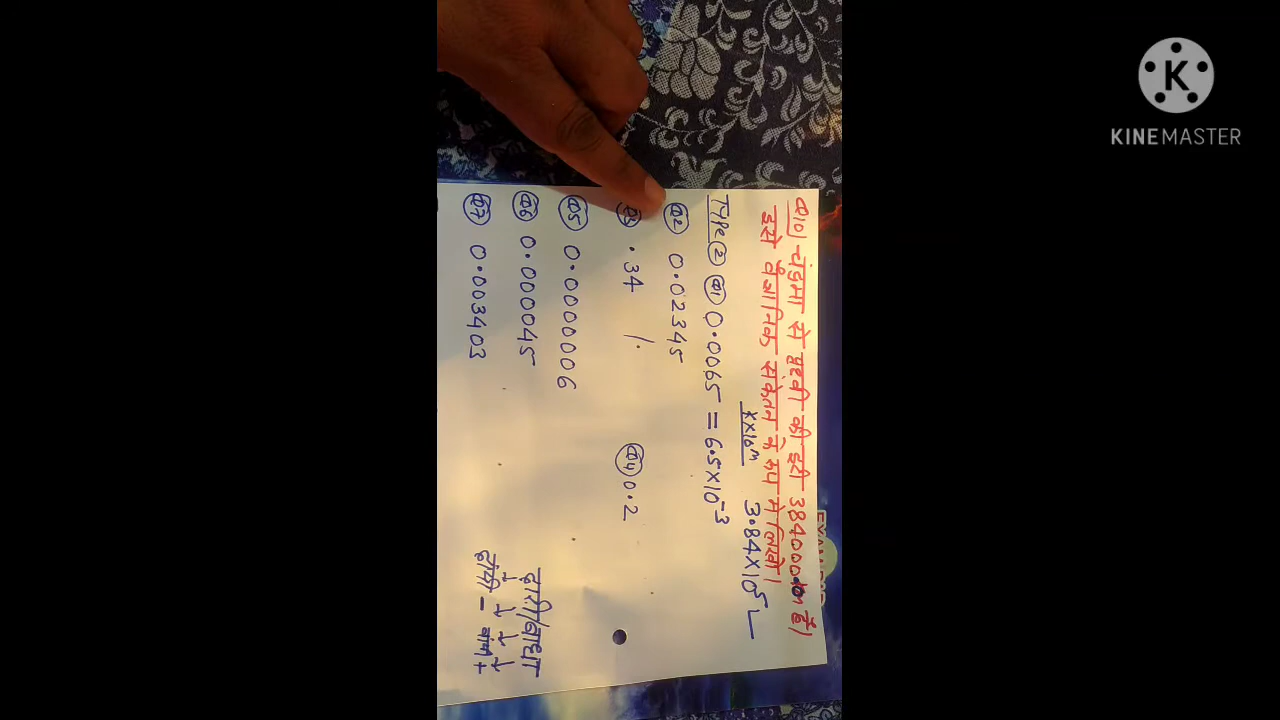 Q10) चंद्रमा से पृथ्वी की दूरी 384000 km है।
इसे वैज्ञानिक संकेतन के रूप में लिखो।
K×10ᵐ 3.84×10⁵
Type ② Q1 0.0065 = 6.5×10⁻³
Q2 0.02345
Q3 .34 Q4 0.2
Q5 0.0000006
Q6 0.000045
Q7 0.003403
KINEMASTER